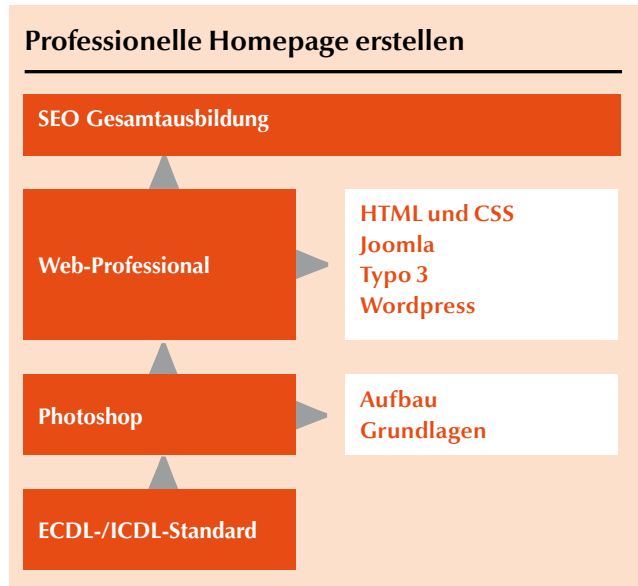 Professionelle Homepage erstellen
SEO Gesamtausbildung
Web-Professional
HTML und CSS
Joomla
Typo 3
Wordpress
Photoshop
Aufbau
Grundlagen
ECDL-/ICDL-Standard